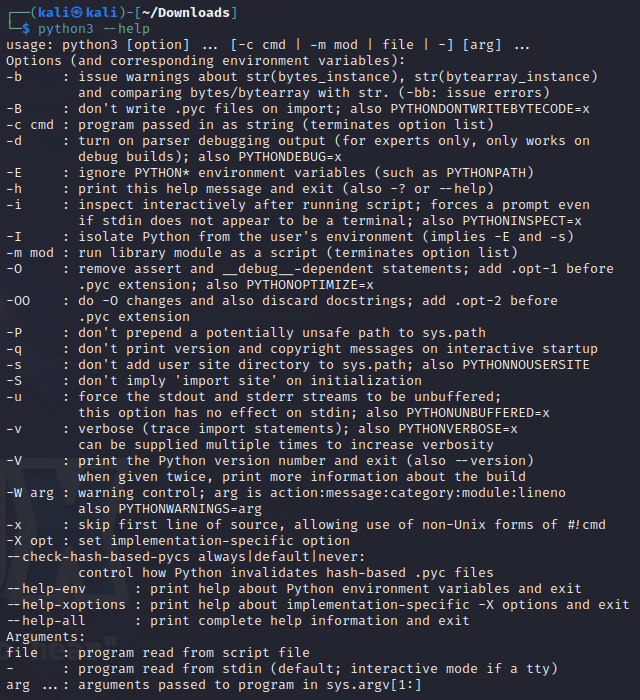 ┌──(kali㉿kali)-[~/Downloads]
└─$ python3 --help
usage: python3 [option] ... [-c cmd | -m mod | file | -] [arg] ...
Options (and corresponding environment variables):
-b     : issue warnings about str(bytes_instance), str(bytearray_instance)
         and comparing bytes/bytearray with str. (-bb: issue errors)
-B     : don't write .pyc files on import; also PYTHONDONTWRITEBYTECODE=x
-c cmd : program passed in as string (terminates option list)
-d     : turn on parser debugging output (for experts only, only works on
         debug builds); also PYTHONDEBUG=x
-E     : ignore PYTHON* environment variables (such as PYTHONPATH)
-h     : print this help message and exit (also -? or --help)
-i     : inspect interactively after running script; forces a prompt even
         if stdin does not appear to be a terminal; also PYTHONINSPECT=x
-I     : isolate Python from the user's environment (implies -E and -s)
-m mod : run library module as a script (terminates option list)
-O     : remove assert and __debug__-dependent statements; add .opt-1 before
         .pyc extension; also PYTHONOPTIMIZE=x
-OO    : do -O changes and also discard docstrings; add .opt-2 before
         .pyc extension
-P     : don't prepend a potentially unsafe path to sys.path
-q     : don't print version and copyright messages on interactive startup
-s     : don't add user site directory to sys.path; also PYTHONNOUSERSITE
-S     : don't imply 'import site' on initialization
-u     : force the stdout and stderr streams to be unbuffered;
         this option has no effect on stdin; also PYTHONUNBUFFERED=x
-v     : verbose (trace import statements); also PYTHONVERBOSE=x
         can be supplied multiple times to increase verbosity
-V     : print the Python version number and exit (also --version)
         when given twice, print more information about the build
-W arg : warning control; arg is action:message:category:module:lineno
         also PYTHONWARNINGS=arg
-x     : skip first line of source, allowing use of non-Unix forms of #!cmd
-X opt : set implementation-specific option
--check-hash-based-pycs always|default|never:
         control how Python invalidates hash-based .pyc files
--help-env      : print help about Python environment variables and exit
--help-xoptions : print help about implementation-specific -X options and exit
--help-all      : print complete help information and exit
Arguments:
file   : program read from script file
-      : program read from stdin (default; interactive mode if a tty)
arg ...: arguments passed to program in sys.argv[1:]